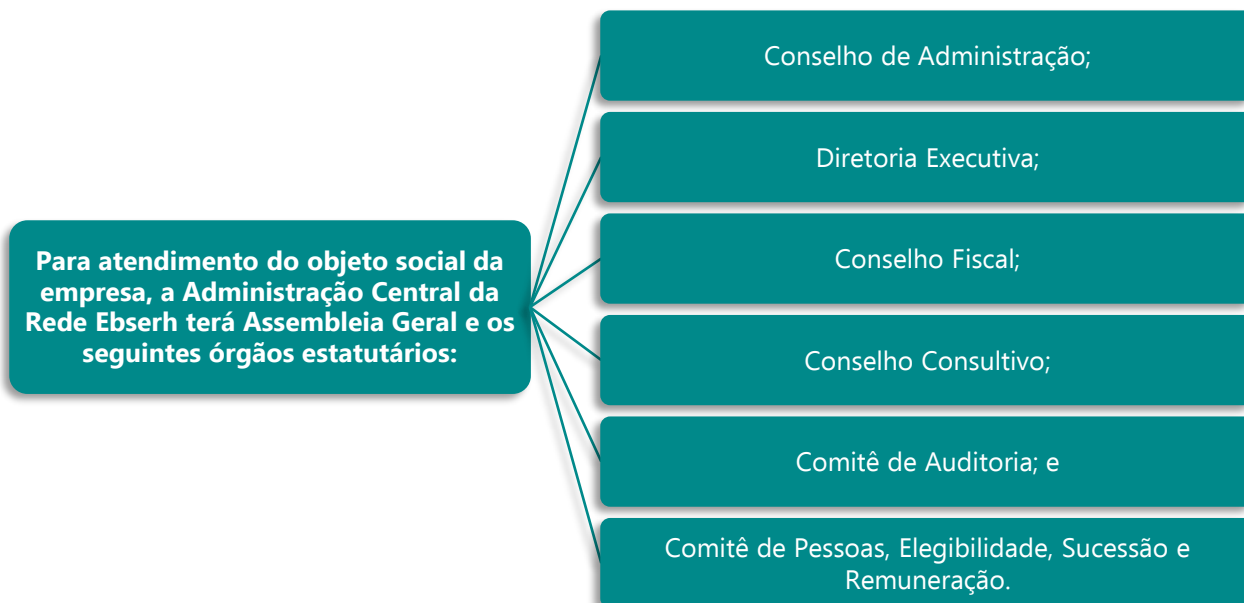 Para atendimento do objeto social da
empresa, a Administração Central da
Rede Ebserh terá Assembleia Geral e os
seguintes órgãos estatutários:
Conselho de Administração;
Diretoria Executiva;
Conselho Fiscal;
Conselho Consultivo;
Comitê de Auditoria; e
Comitê de Pessoas, Elegibilidade, Sucessão e
Remuneração.